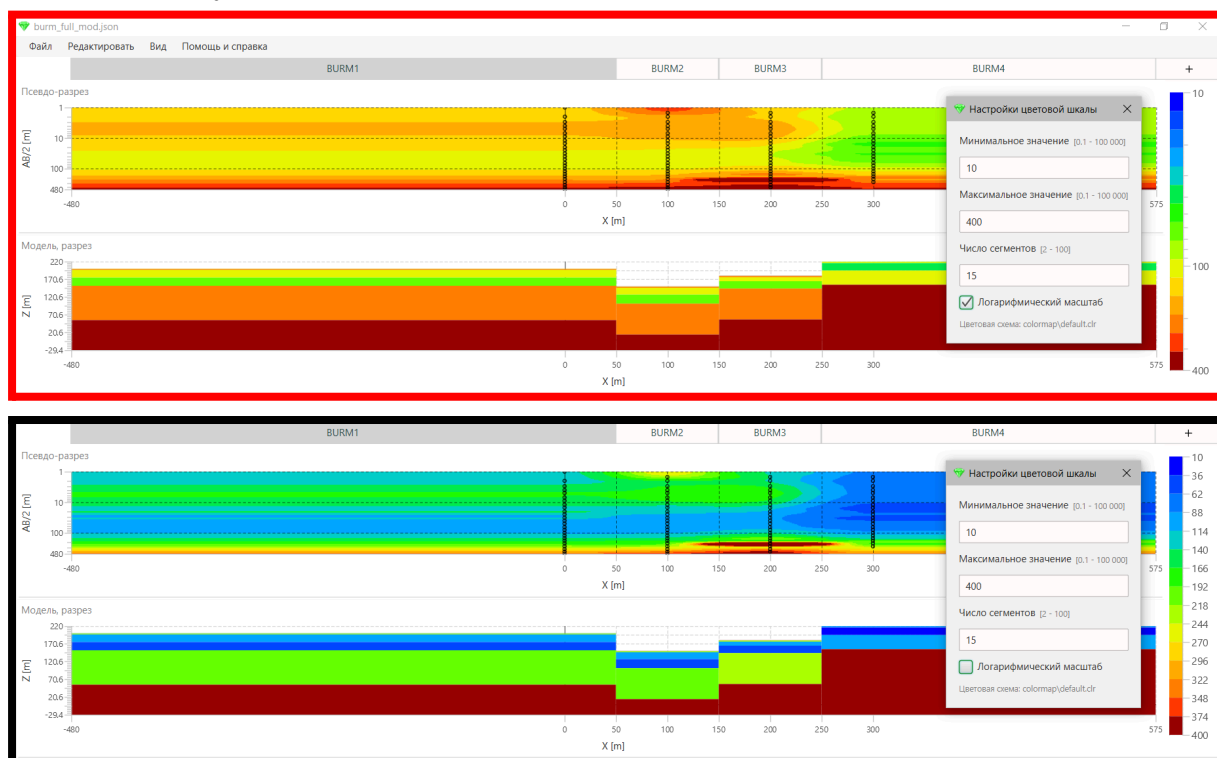 burm_full_mod.json
Файл Редактировать Вид Помощь и справка
BURM1 BURM2 BURM3 BURM4 +
Псевдо-разрез
AB/2 [m]
1
10
100
480
-480 0 50 100 150 200 250 300 575
X [m]
Модель, разрез
Z [m]
220
170.6
120.6
70.6
20.6
-29.4
-480 0 50 100 150 200 250 300 575
X [m]
Настройки цветовой шкалы
Минимальное значение [0.1 - 100 000]
10
Максимальное значение [0.1 - 100 000]
400
Число сегментов [2 - 100]
15
Логарифмический масштаб
Цветовая схема: colormap\default.clr
10
100
400
BURM1 BURM2 BURM3 BURM4 +
Псевдо-разрез
AB/2 [m]
1
10
100
480
-480 0 50 100 150 200 250 300 575
X [m]
Модель, разрез
Z [m]
220
170.6
120.6
70.6
20.6
-29.4
-480 0 50 100 150 200 250 300 575
X [m]
Настройки цветовой шкалы
Минимальное значение [0.1 - 100 000]
10
Максимальное значение [0.1 - 100 000]
400
Число сегментов [2 - 100]
15
Логарифмический масштаб
Цветовая схема: colormap\default.clr
10
36
62
88
114
140
166
192
218
244
270
296
322
348
374
400